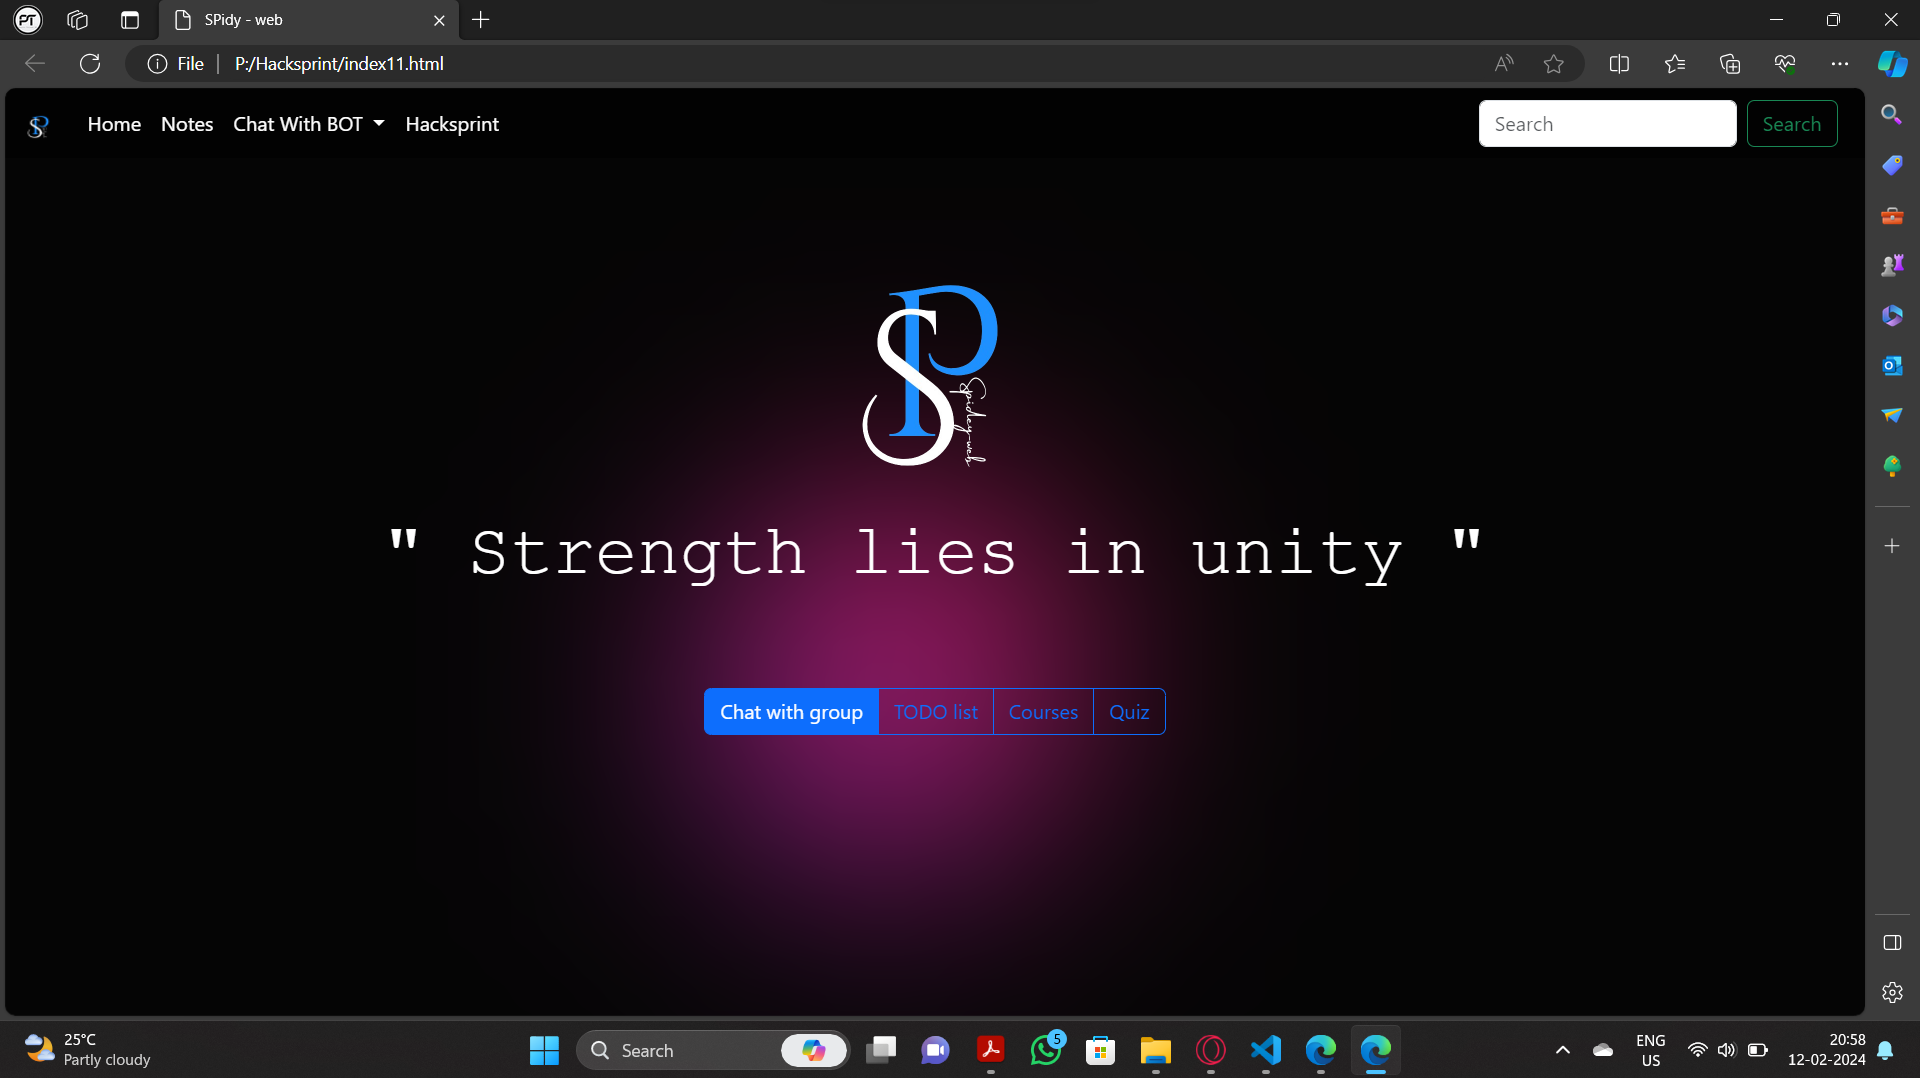 SPidy - web
File
P:/Hacksprint/index11.html
Home Notes Chat With BOT Hacksprint
Search
Search
SP
Spidey-web
" Strength lies in unity "
Chat with group TODO list Courses Quiz
25°C
Partly cloudy
Search
5
ENG
US
20:58
12-02-2024